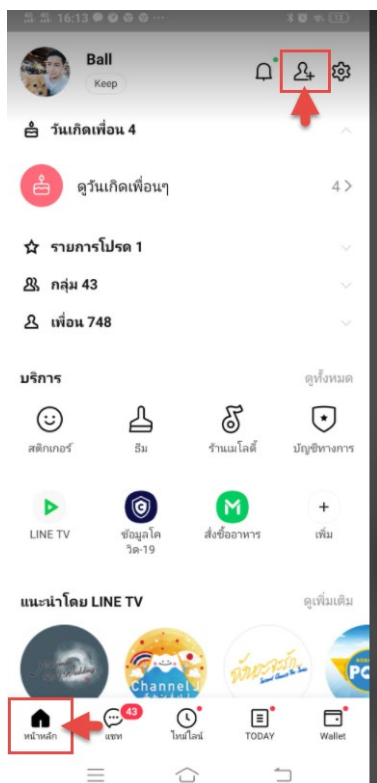 16:13
Ball
Keep
วันเกิดเพื่อน 4
ดูวันเกิดเพื่อนๆ
4 >
รายการโปรด 1
กลุ่ม 43
เพื่อน 748
บริการ
ดูทั้งหมด
สติกเกอร์
ธีม
ร้านเมโลดี้
บัญชีทางการ
LINE TV
ข้อมูลโค
วิด-19
สั่งซื้ออาหาร
เพิ่ม
แนะนำโดย LINE TV
ดูเพิ่มเติม
Channel
PO
43
หน้าหลัก
แชท
ไทม์ไลน์
TODAY
Wallet